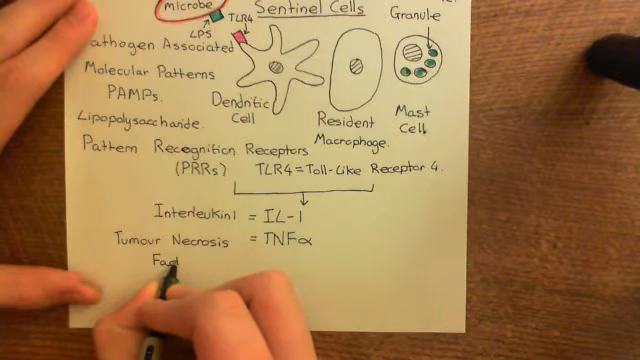 Microbe
Sentinel Cells
TLR4
Granule
LPS
Pathogen Associated
Molecular Patterns
PAMPs.
Dendritic
Cell
Resident
Macrophage.
Mast
Cell
Lipopolysaccharide.
Pattern Recognition Receptors
(PRRs) TLR4 = Toll-Like Receptor 4.
Interleukin1 = IL-1
Tumour Necrosis = TNFα
Fac